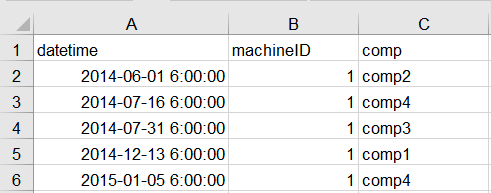 A B C
1 datetime machineID comp
2 2014-06-01 6:00:00 1 comp2
3 2014-07-16 6:00:00 1 comp4
4 2014-07-31 6:00:00 1 comp3
5 2014-12-13 6:00:00 1 comp1
6 2015-01-05 6:00:00 1 comp4